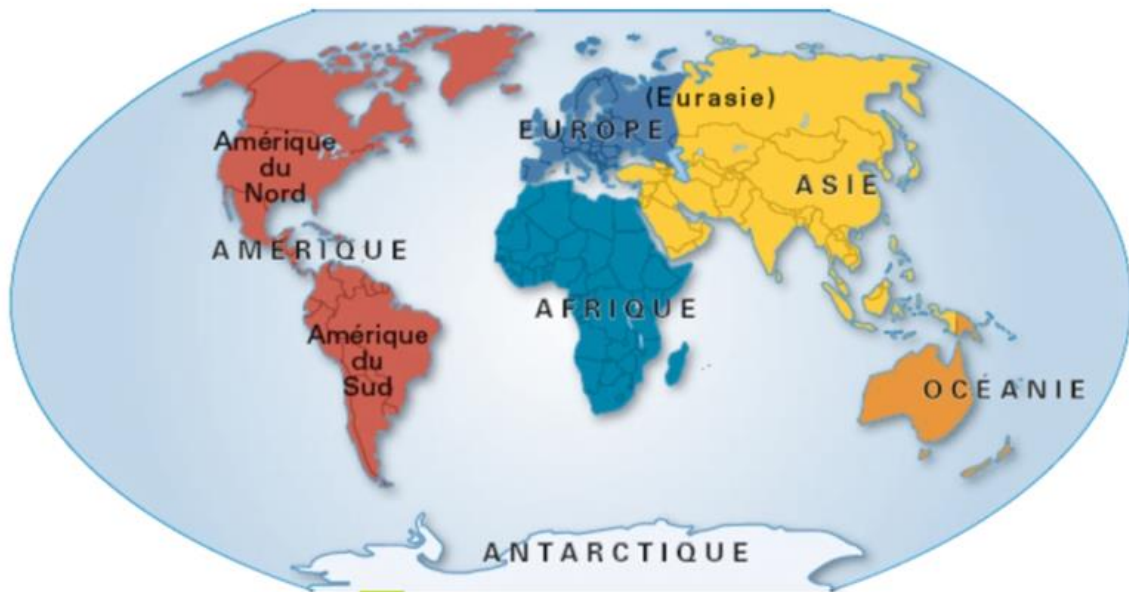 (Eurasie)
EUROPE
Amérique
du
Nord
ASIE
AMÉRIQUE
AFRIQUE
Amérique
du
Sud
OCÉANIE
ANTARCTIQUE